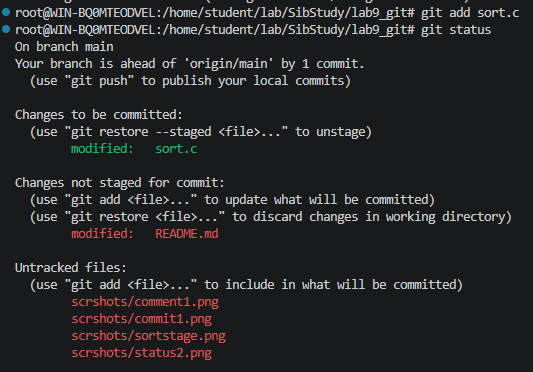 root@WIN-BQ0MTEODVEL:/home/student/lab/SibStudy/lab9_git# git add sort.c
root@WIN-BQ0MTEODVEL:/home/student/lab/SibStudy/lab9_git# git status
On branch main
Your branch is ahead of 'origin/main' by 1 commit.
  (use "git push" to publish your local commits)

Changes to be committed:
  (use "git restore --staged <file>..." to unstage)
        modified:   sort.c

Changes not staged for commit:
  (use "git add <file>..." to update what will be committed)
  (use "git restore <file>..." to discard changes in working directory)
        modified:   README.md

Untracked files:
  (use "git add <file>..." to include in what will be committed)
        scrshots/comment1.png
        scrshots/commit1.png
        scrshots/sortstage.png
        scrshots/status2.png